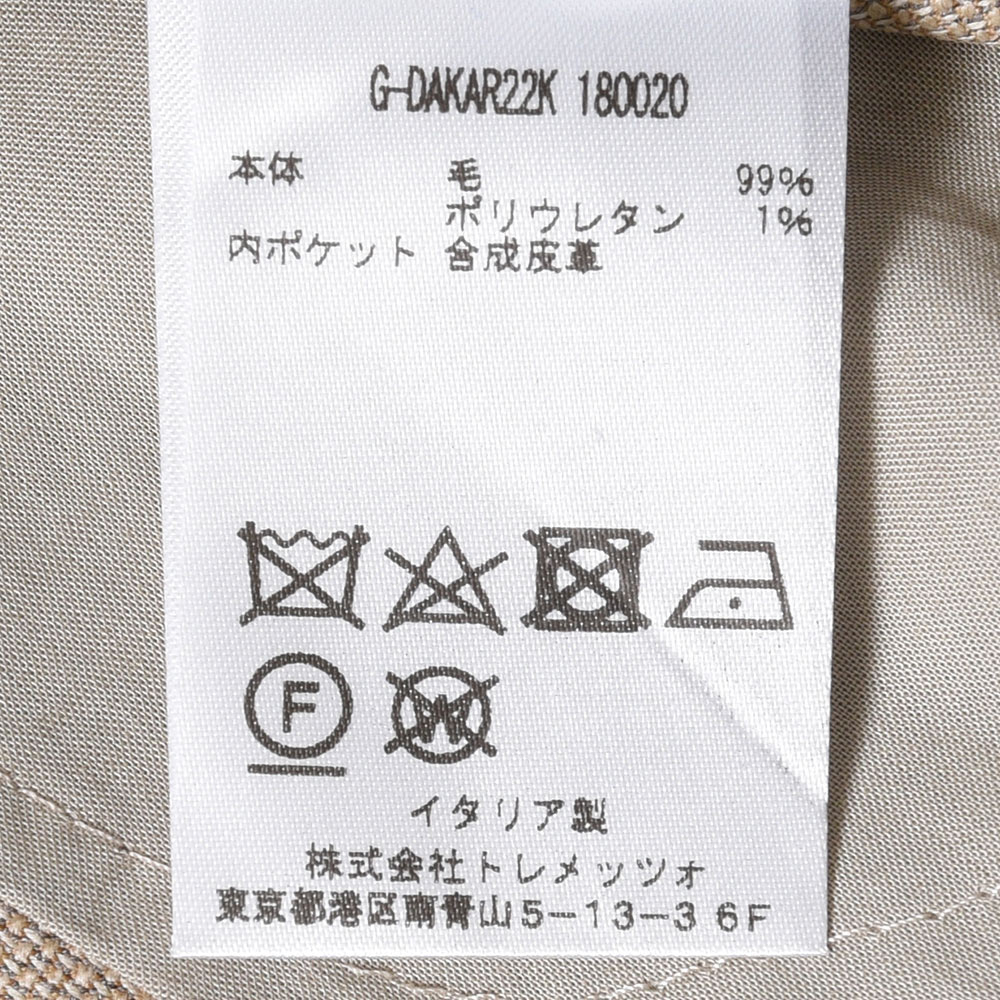 G-DAKAR22K 180020
本体 毛 99%
ポリウレタン 1%
内ポケット 合成皮革
F
W
イタリア製
株式会社トレメッツォ
東京都港区南青山5-13-3 6F